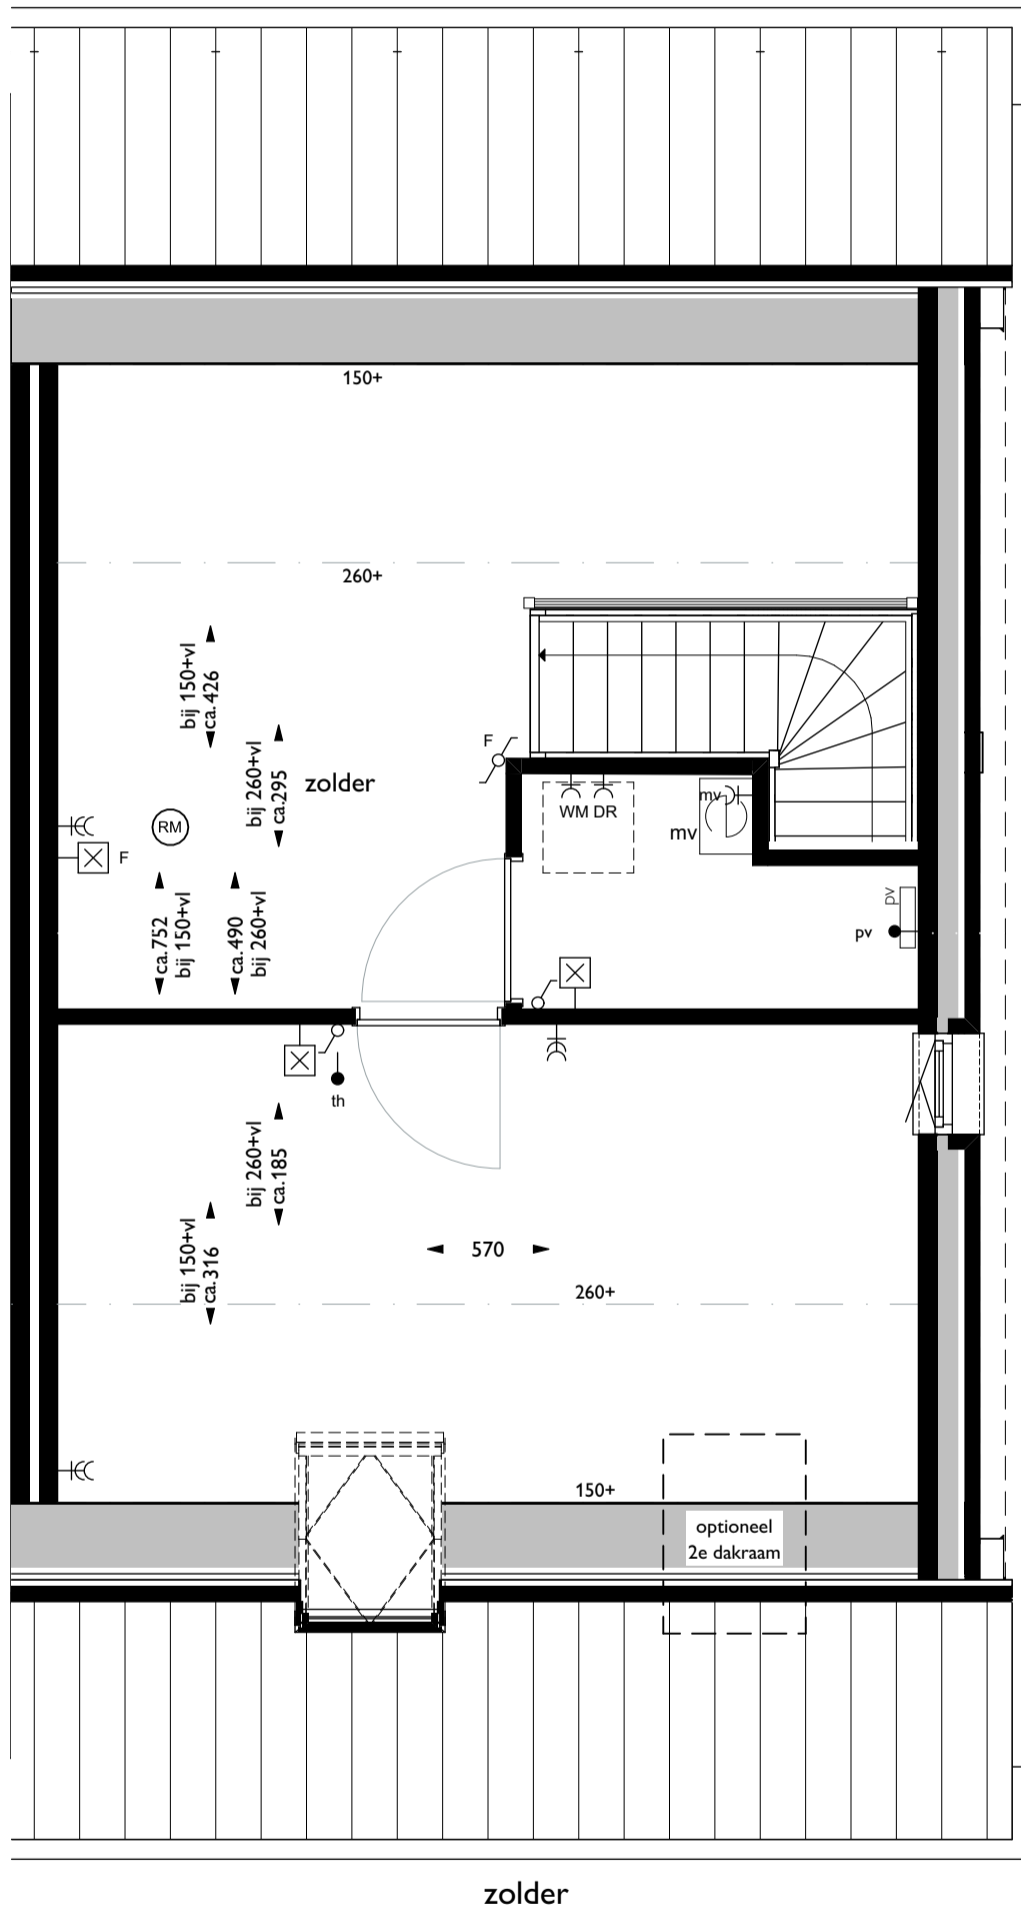 150+
260+
bij 150+vl
ca.426
bij 260+vl
ca.295
zolder
F
WM DR
mv
mv
RM
F
ca.752
bij 150+vl
ca.490
bij 260+vl
pv
pv
th
bij 260+vl
ca.185
bij 150+vl
ca.316
570
260+
150+
optioneel
2e dakraam
zolder